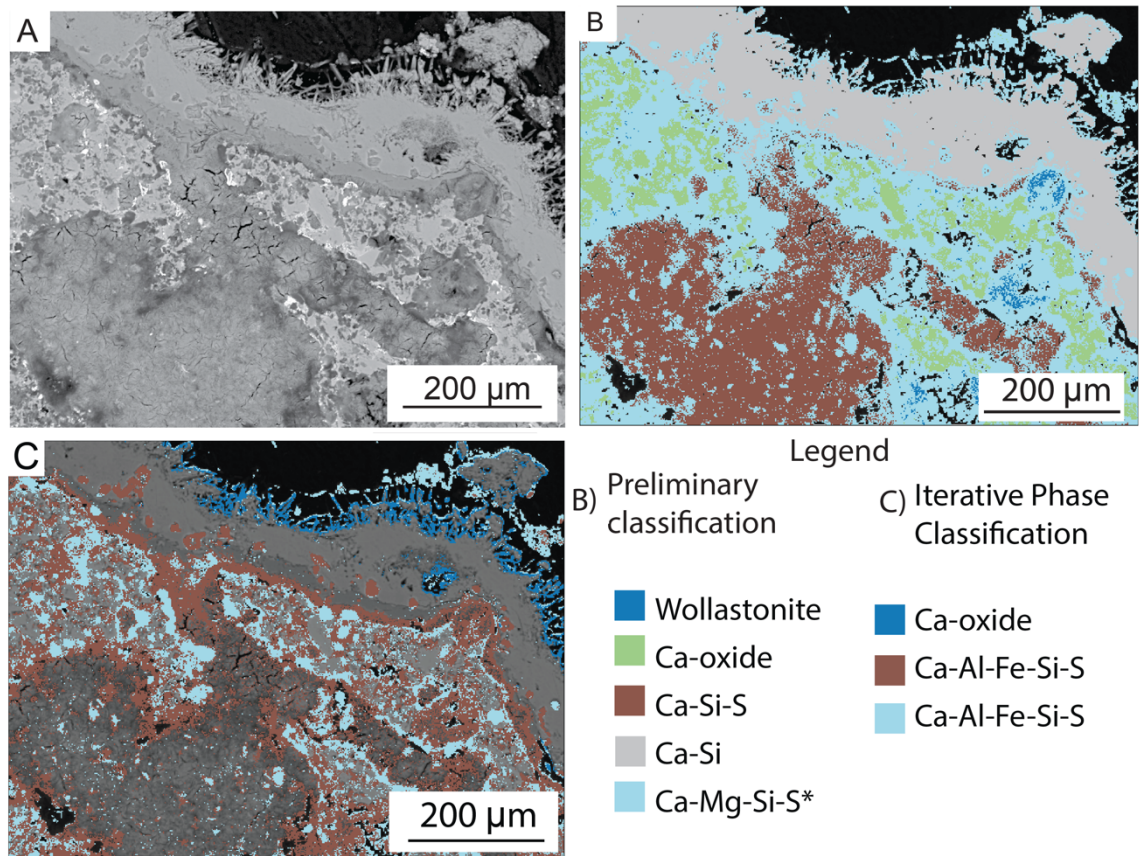 A
200 µm
B
200 µm
C
200 µm
Legend
B) Preliminary
classification
Wollastonite
Ca-oxide
Ca-Si-S
Ca-Si
Ca-Mg-Si-S*
C) Iterative Phase
Classification
Ca-oxide
Ca-Al-Fe-Si-S
Ca-Al-Fe-Si-S